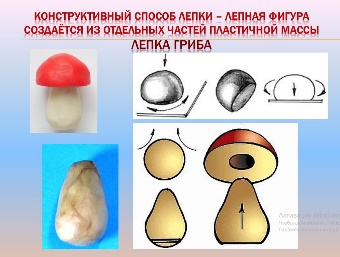 КОНСТРУКТИВНЫЙ СПОСОБ ЛЕПКИ – ЛЕПНАЯ ФИГУРА
СОЗДАЁТСЯ ИЗ ОТДЕЛЬНЫХ ЧАСТЕЙ ПЛАСТИЧНОЙ МАССЫ
ЛЕПКА ГРИБА